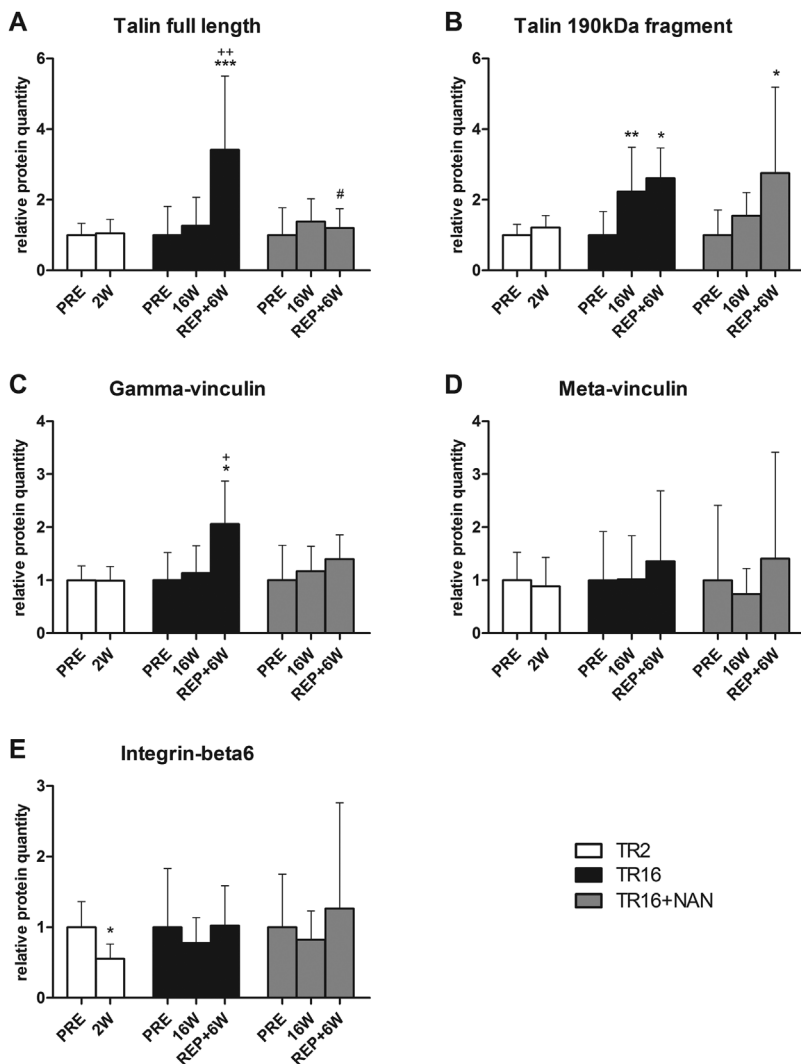 A
Talin full length
relative protein quantity
6
4
2
0
++
***
#
PRE
2W
PRE
16W
REP+6W
PRE
16W
REP+6W
B
Talin 190kDa fragment
relative protein quantity
6
4
2
0
**
*
*
PRE
2W
PRE
16W
REP+6W
PRE
16W
REP+6W
C
Gamma-vinculin
relative protein quantity
4
3
2
1
0
+
*
PRE
2W
PRE
16W
REP+6W
PRE
16W
REP+6W
D
Meta-vinculin
relative protein quantity
4
3
2
1
0
PRE
2W
PRE
16W
REP+6W
PRE
16W
REP+6W
E
Integrin-beta6
relative protein quantity
3
2
1
0
*
PRE
2W
PRE
16W
REP+6W
PRE
16W
REP+6W
TR2
TR16
TR16+NAN